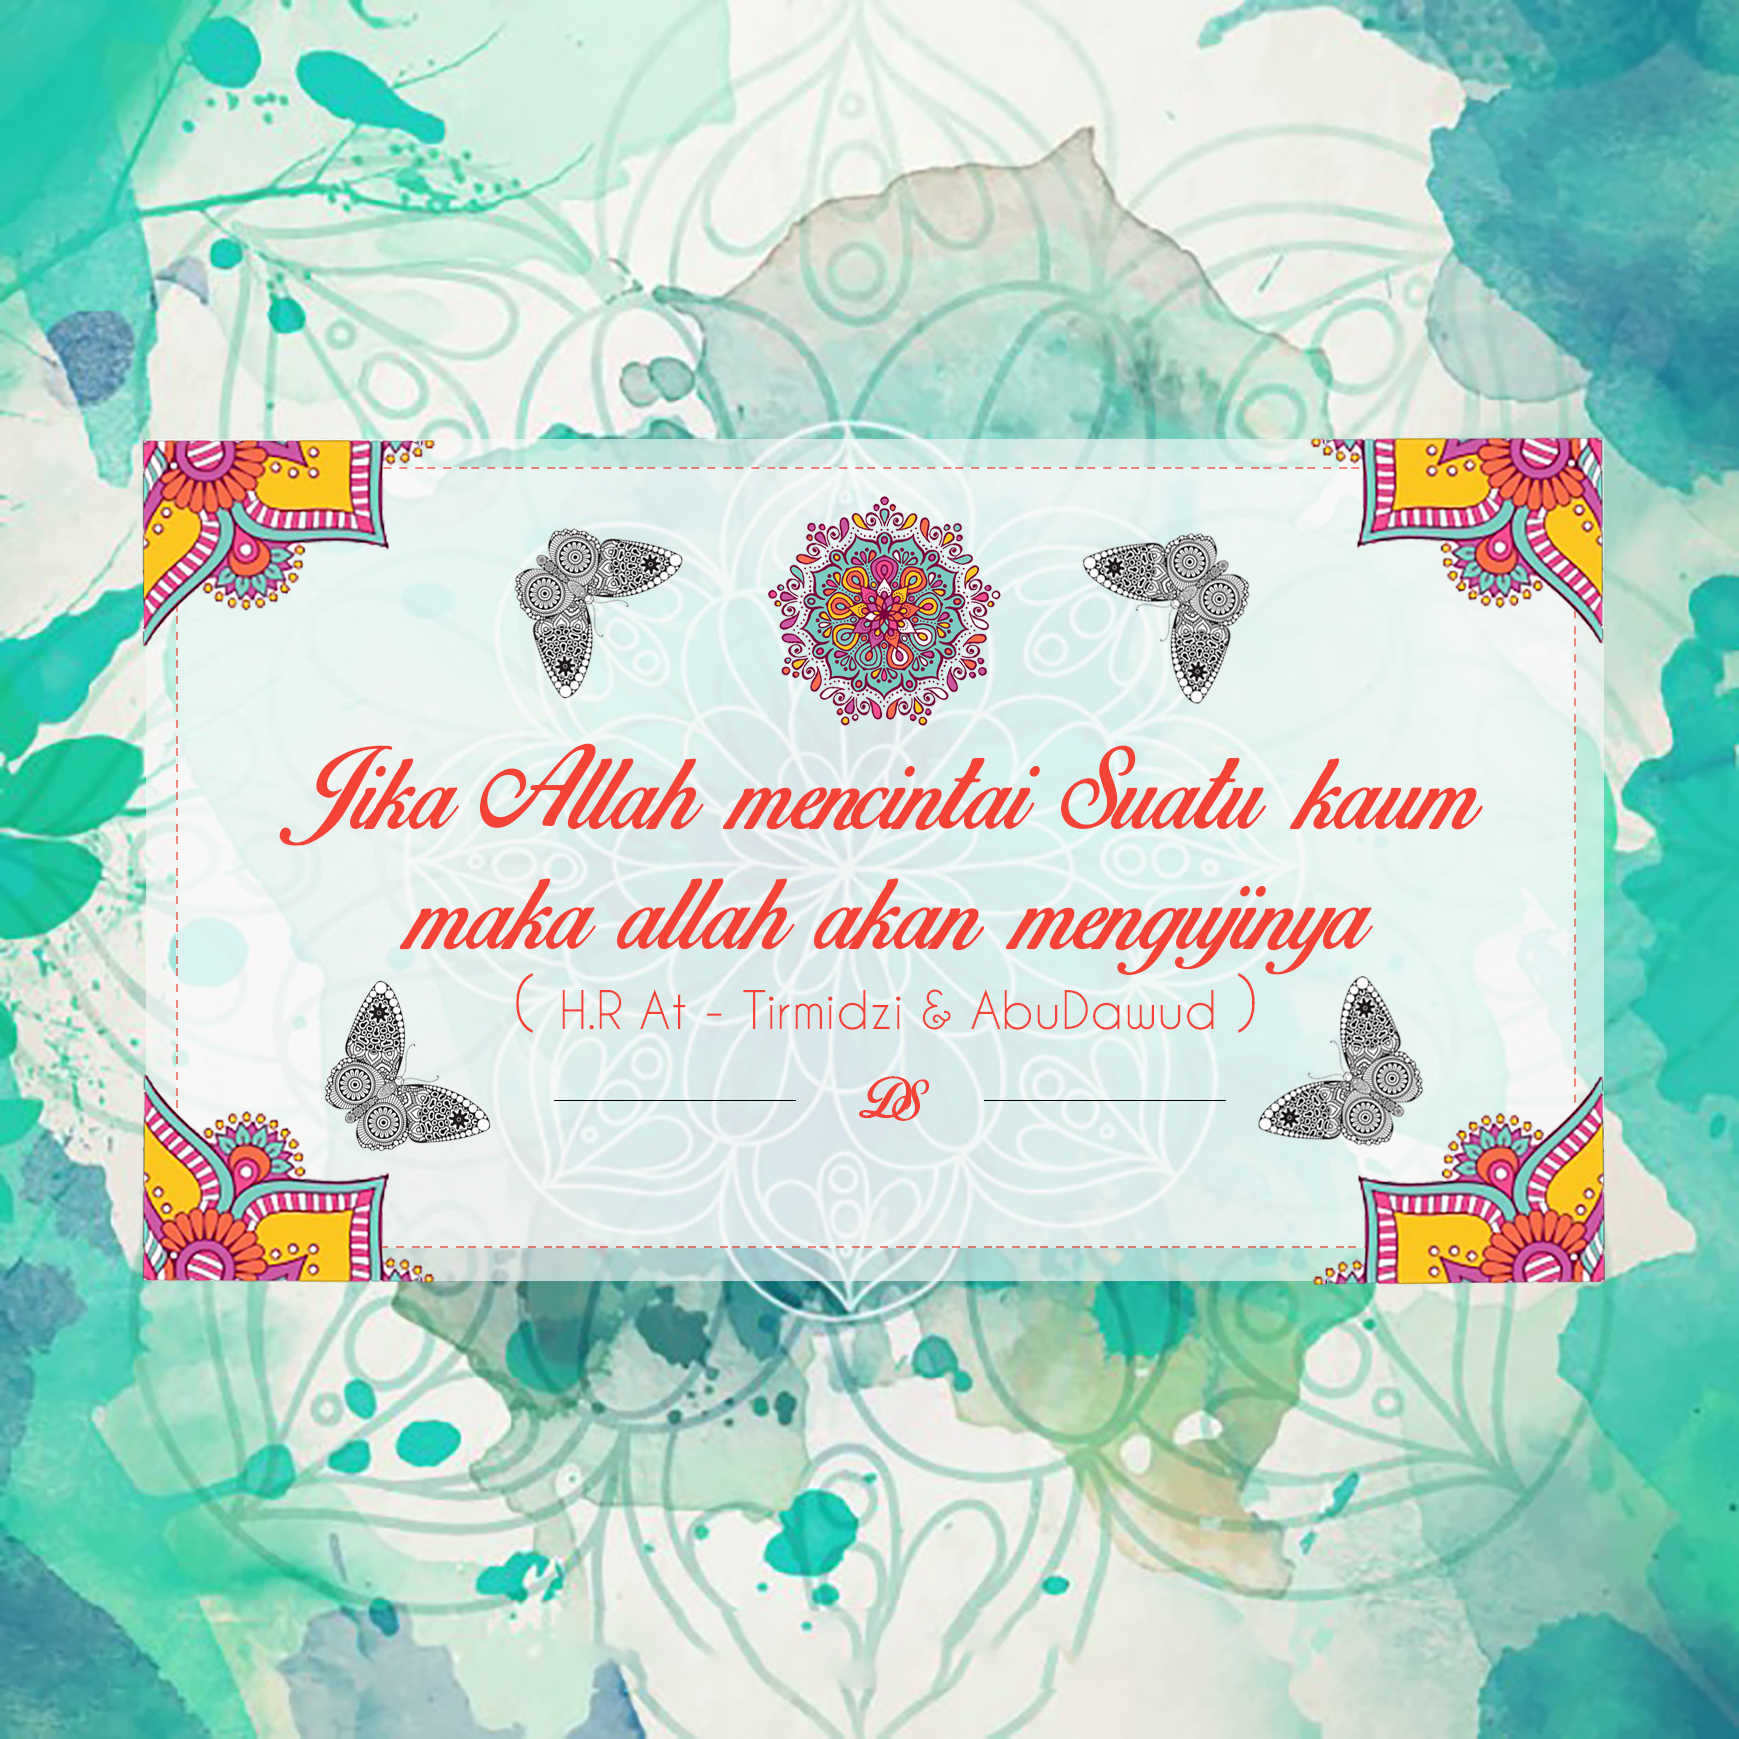 Jika Allah mencintai Suatu kaum
maka allah akan mengujinya
( H.R At - Tirmidzi & AbuDawud )
DS